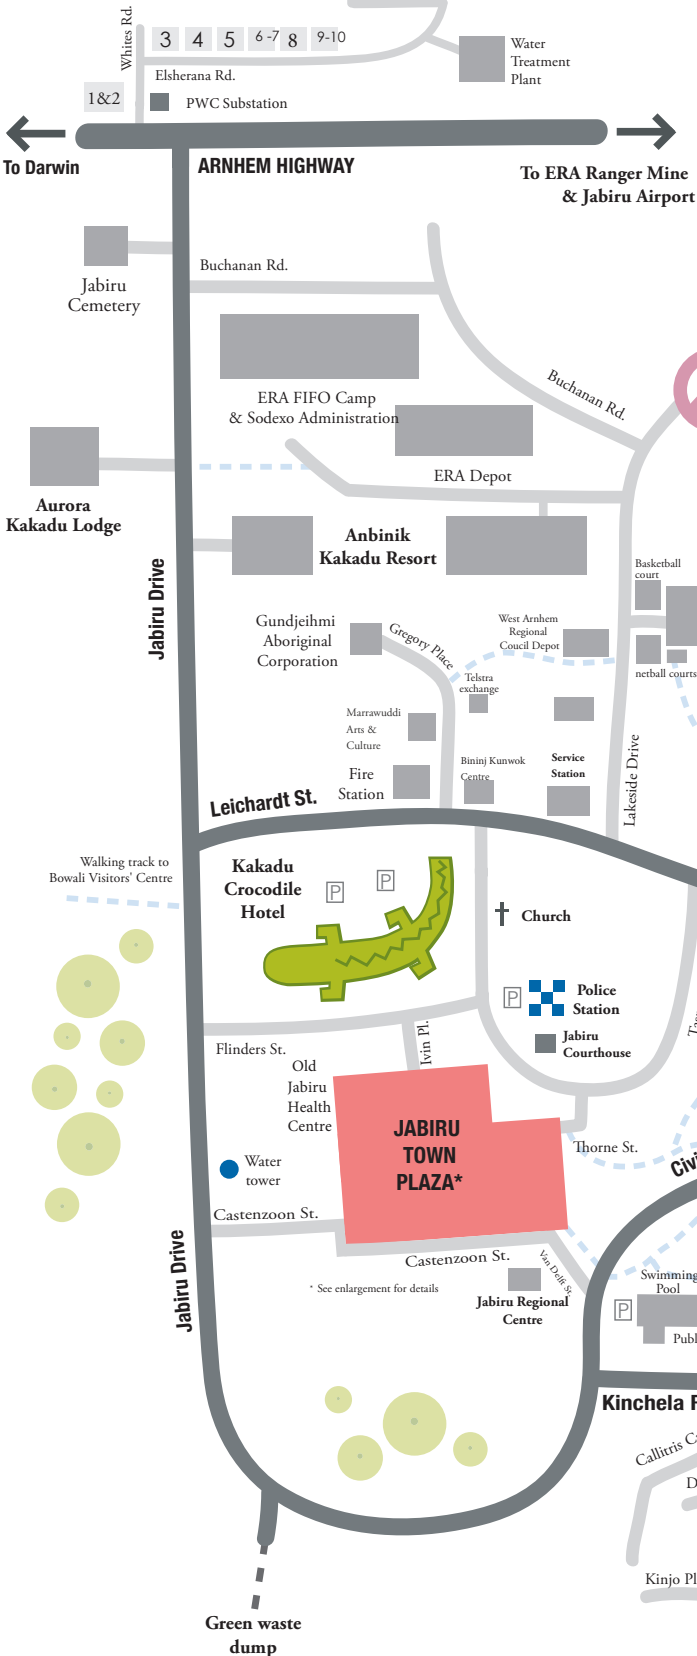 Whites Rd.
3 4 5 6 -7 8 9-10
Water
Treatment
Plant
Elsherana Rd.
1&2
PWC Substation
To Darwin
ARNHEM HIGHWAY
To ERA Ranger Mine
& Jabiru Airport
Jabiru
Cemetery
Buchanan Rd.
Buchanan Rd.
ERA FIFO Camp
& Sodexo Administration
ERA Depot
Aurora
Kakadu Lodge
Anbinik
Kakadu Resort
Jabiru Drive
Basketball
court
netball courts
Gundjeihmi
Aboriginal
Corporation
Gregory Place
West Arnhem
Regional
Coucil Depot
Telstra
exchange
Marrawuddi
Arts &
Culture
Fire
Station
Bininj Kunwok
Centre
Service
Station
Lakeside Drive
Leichardt St.
Walking track to
Bowali Visitors' Centre
Kakadu
Crocodile
Hotel
P
P
Church
P
Police
Station
Jabiru
Courthouse
Flinders St.
Ivin Pl.
Old
Jabiru
Health
Centre
JABIRU
TOWN
PLAZA*
Thorne St.
Civi
Water
tower
Castenzoon St.
Castenzoon St.
Van Delft St.
Jabiru Drive
* See enlargement for details
Jabiru Regional
Centre
Swimming
Pool
P
Publ
Kinchela R
Callitris C
D
Kinjo Pl
Green waste
dump